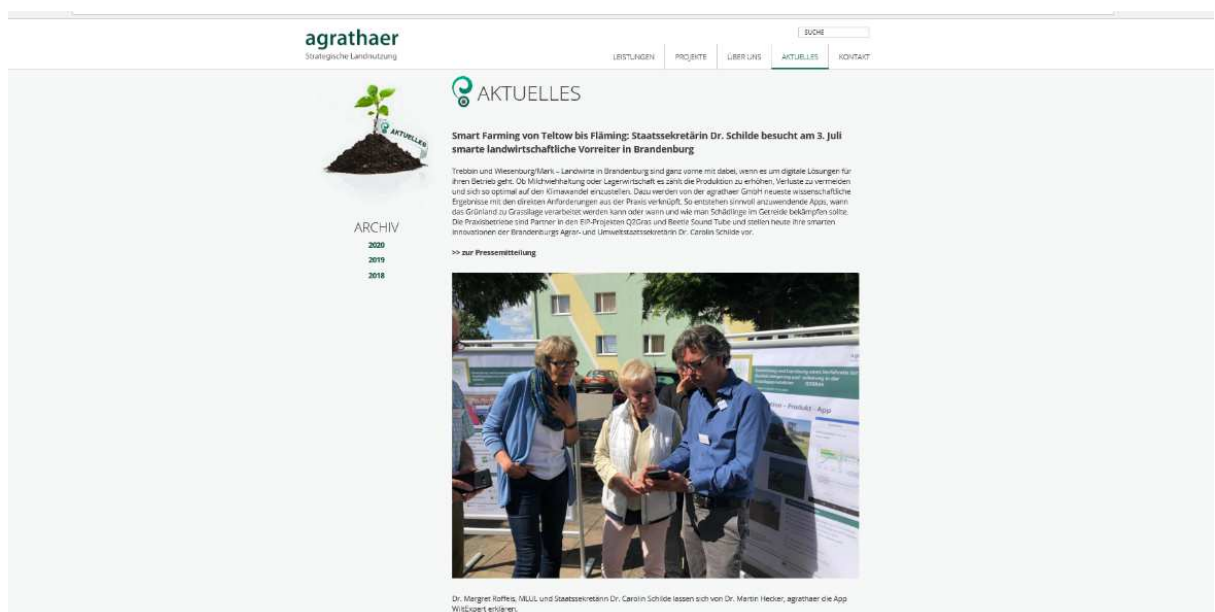 agrathaer
Strategische Landnutzung
SUCHE
LEISTUNGEN PROJEKTE ÜBER UNS AKTUELLES KONTAKT
AKTUELLES
AKTUELLES
ARCHIV
2020
2019
2018
Smart Farming von Teltow bis Fläming: Staatssekretärin Dr. Schilde besucht am 3. Juli
smarte landwirtschaftliche Vorreiter in Brandenburg
Trebbin und Wiesenburg/Mark – Landwirte in Brandenburg sind ganz vorne mit dabei, wenn es um digitale Lösungen für
ihren Betrieb geht. Ob Milchviehhaltung oder Lagerwirtschaft es zählt die Produktion zu erhöhen, Verluste zu vermeiden
und sich so optimal auf den Klimawandel einzustellen. Dazu werden von der agrathaer GmbH neueste wissenschaftliche
Ergebnisse mit den direkten Anforderungen aus der Praxis verknüpft. So entstehen sinnvoll anzuwendende Apps, wann
das Grünland zu Grassilage verarbeitet werden kann oder wann und wie man Schädlinge im Getreide bekämpfen sollte.
Die Praxisbetriebe sind Partner in den EIP-Projekten Q2Gras und Beetle Sound Tube und stellen heute ihre smarten
Innovationen der Brandenburgs Agrar- und Umweltstaatssekretärin Dr. Carolin Schilde vor.
>> zur Pressemitteilung
- Produkt - App
Dr. Margret Roffeis, MLUL und Staatssekretärin Dr. Carolin Schilde lassen sich von Dr. Martin Hecker, agrathaer die App
erklären.